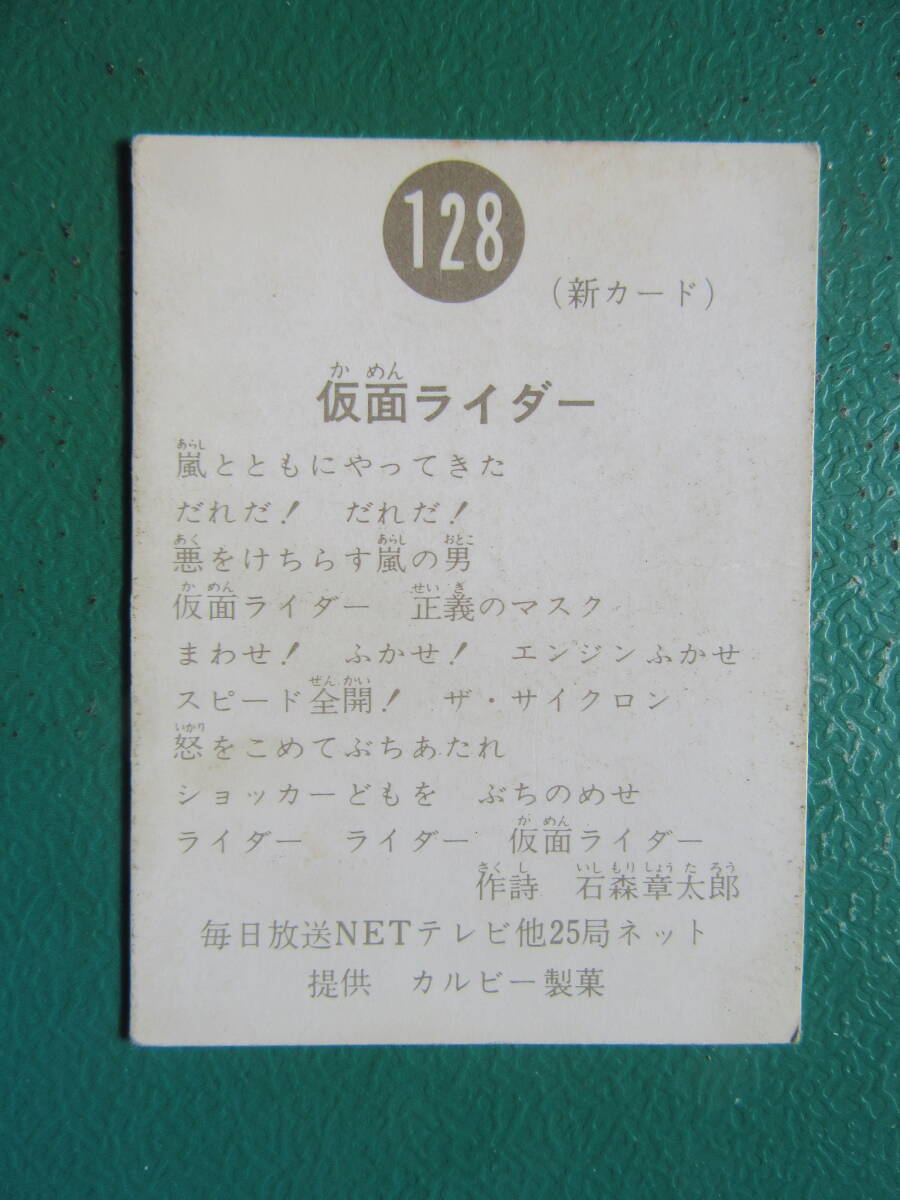 128
（新カード）
仮面ライダー
嵐とともにやってきた
だれだ！　だれだ！
悪をけちらす嵐の男
仮面ライダー　正義のマスク
まわせ！　ふかせ！　エンジンふかせ
スピード全開！　ザ・サイクロン
怒をこめてぶちあたれ
ショッカーどもを　ぶちのめせ
ライダー　ライダー　仮面ライダー
作詩　石森章太郎
毎日放送NETテレビ他25局ネット
提供　カルビー製菓